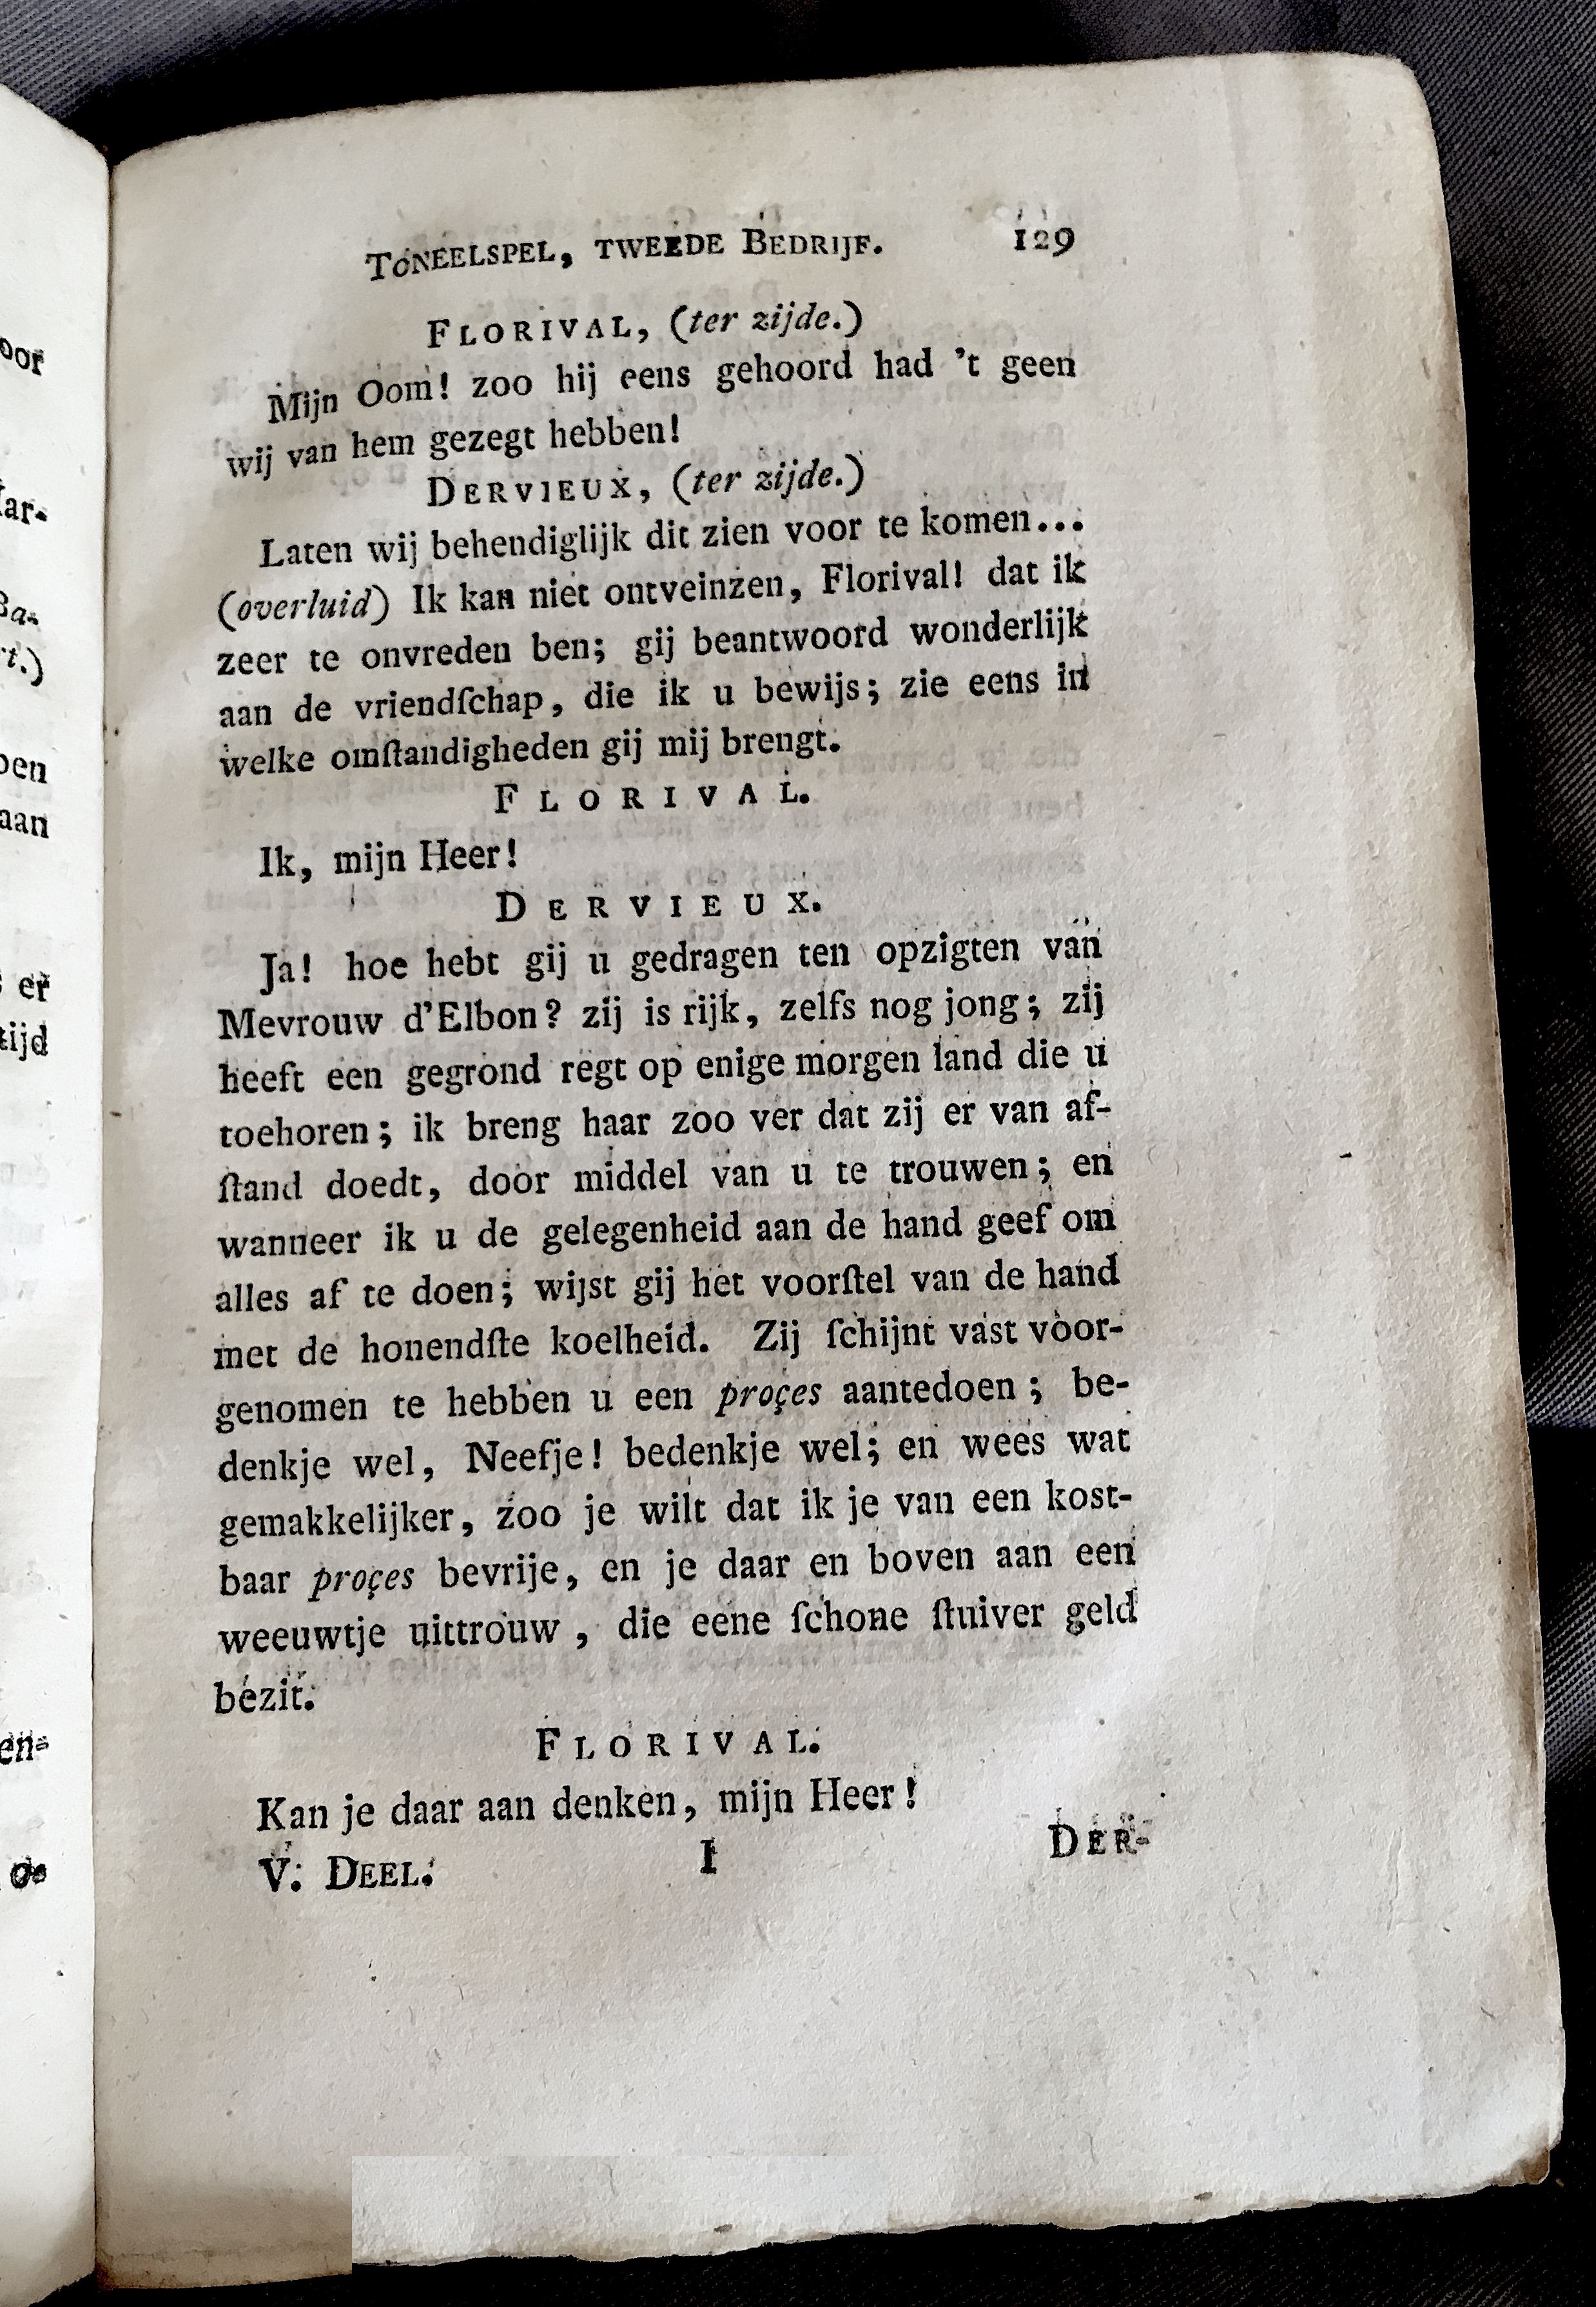 TONEELSPEL, TWEEDE BEDRIJF. 129
FLORIVAL, (ter zijde.)
Mijn Oom! zoo hij eens gehoord had 't geen
wij van hem gezegt hebben!
DERVIEUX, (ter zijde.)
Laten wij behendiglijk dit zien voor te komen...
(overluid) Ik kan niet ontveinzen, Florival! dat ik
zeer te onvreden ben; gij beantwoord wonderlijk
aan de vriendſchap, die ik u bewijs; zie eens in
welke omſtandigheden gij mij brengt.
FLORIVAL.
Ik, mijn Heer!
DERVIEUX.
Ja! hoe hebt gij u gedragen ten opzigten van
Mevrouw d'Elbon? zij is rijk, zelfs nog jong; zij
heeft een gegrond regt op enige morgen land die u
toehoren; ik breng haar zoo ver dat zij er van af-
ſtand doedt, door middel van u te trouwen; en
wanneer ik u de gelegenheid aan de hand geef om
alles af te doen; wijst gij het voorſtel van de hand
met de honendſte koelheid. Zij ſchijnt vast voor-
genomen te hebben u een proçes aantedoen; be-
denkje wel, Neefje! bedenkje wel; en wees wat
gemakkelijker, zoo je wilt dat ik je van een kost-
baar proçes bevrije, en je daar en boven aan een
weeuwtje uittrouw, die eene ſchone ſtuiver geld
bezit.
FLORIVAL.
Kan je daar aan denken, mijn Heer!
V. DEEL. I DER-
oor
ar-
Ba-
t.)
ben
aan
er
tijd
en-
de